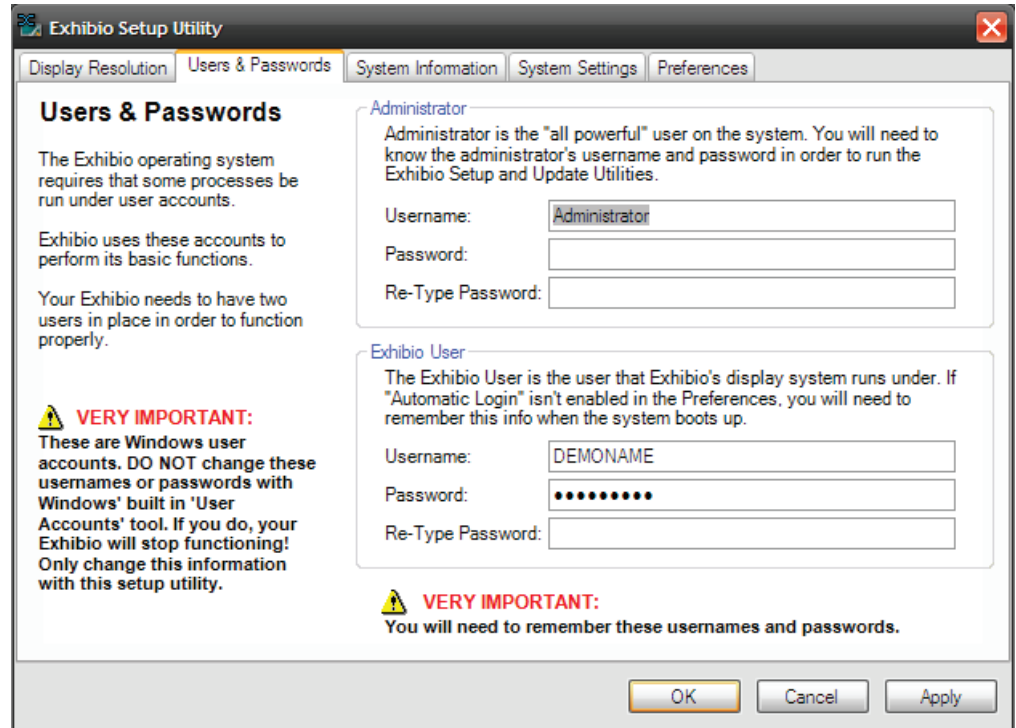 Exhibio Setup Utility
Display Resolution
Users & Passwords
System Information
System Settings
Preferences
Users & Passwords
The Exhibio operating system
requires that some processes be
run under user accounts.
Exhibio uses these accounts to
perform its basic functions.
Your Exhibio needs to have two
users in place in order to function
properly.
VERY IMPORTANT:
These are Windows user
accounts. DO NOT change these
usernames or passwords with
Windows' built in 'User
Accounts' tool. If you do, your
Exhibio will stop functioning!
Only change this information
with this setup utility.
Administrator
Administrator is the "all powerful" user on the system. You will need to
know the administrator's username and password in order to run the
Exhibio Setup and Update Utilities.
Username: Administrator
Password:
Re-Type Password:
Exhibio User
The Exhibio User is the user that Exhibio's display system runs under. If
"Automatic Login" isn't enabled in the Preferences, you will need to
remember this info when the system boots up.
Username: DEMONAME
Password: •••••••••
Re-Type Password:
VERY IMPORTANT:
You will need to remember these usernames and passwords.
OK
Cancel
Apply